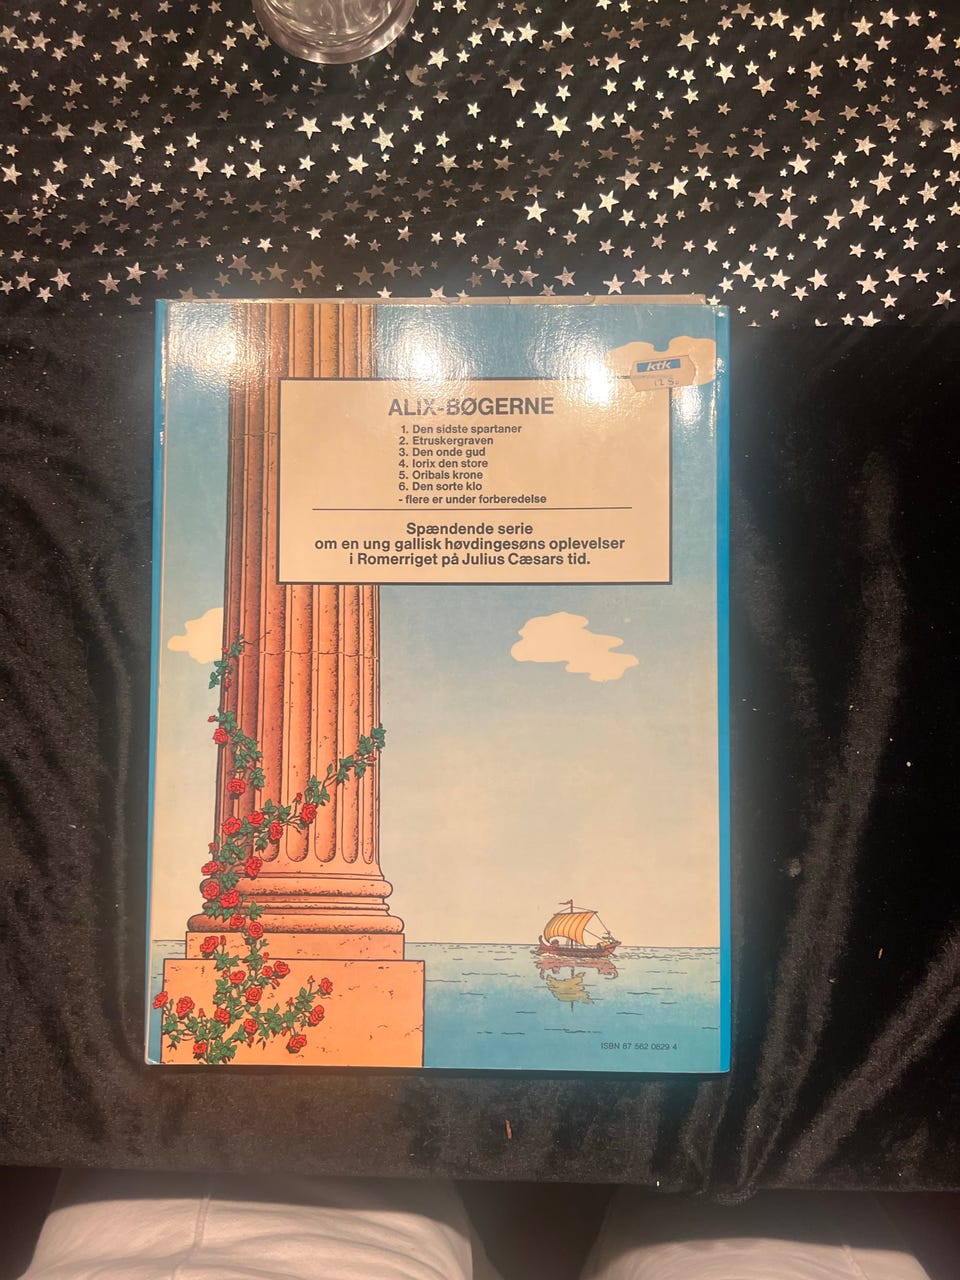 ktk
ALIX-BØGERNE
1. Den sidste spartaner
2. Etruskergraven
3. Den onde gud
4. Iorix den store
5. Oribals krone
6. Den sorte klo
- flere er under forberedelse
Spændende serie
om en ung gallisk høvdingesøns oplevelser
i Romerriget på Julius Cæsars tid.
ISBN 87 562 0829 4